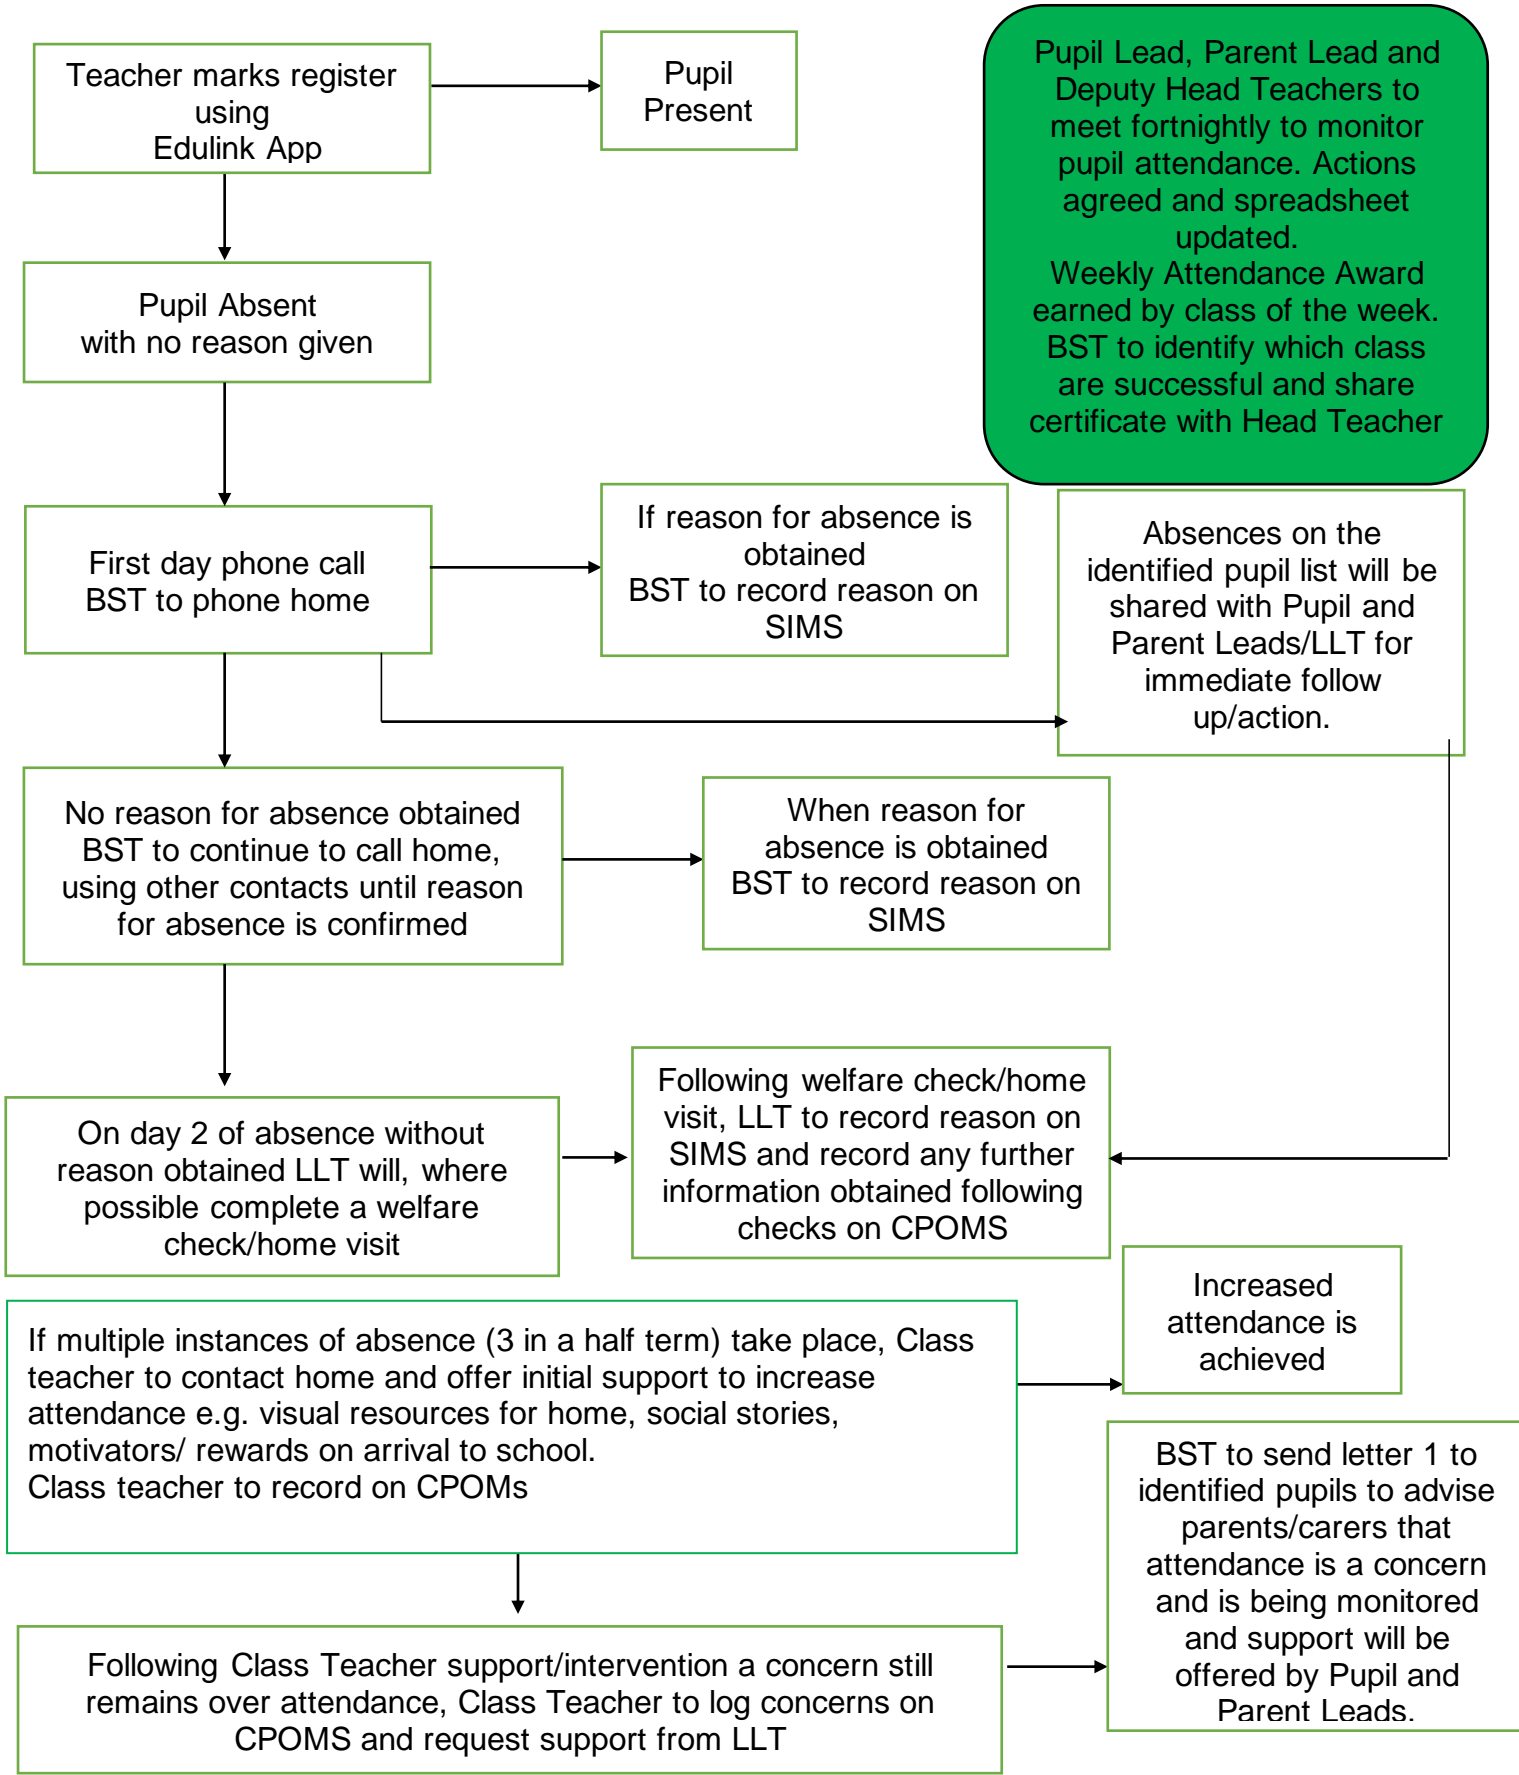 Teacher marks register
using
Edulink App
Pupil
Present
Pupil Lead, Parent Lead and
Deputy Head Teachers to
meet fortnightly to monitor
pupil attendance. Actions
agreed and spreadsheet
updated.
Weekly Attendance Award
earned by class of the week.
BST to identify which class
are successful and share
certificate with Head Teacher
Pupil Absent
with no reason given
First day phone call
BST to phone home
If reason for absence is
obtained
BST to record reason on
SIMS
Absences on the
identified pupil list will be
shared with Pupil and
Parent Leads/LLT for
immediate follow
up/action.
No reason for absence obtained
BST to continue to call home,
using other contacts until reason
for absence is confirmed
When reason for
absence is obtained
BST to record reason on
SIMS
On day 2 of absence without
reason obtained LLT will, where
possible complete a welfare
check/home visit
Following welfare check/home
visit, LLT to record reason on
SIMS and record any further
information obtained following
checks on CPOMS
Increased
attendance is
achieved
If multiple instances of absence (3 in a half term) take place, Class
teacher to contact home and offer initial support to increase
attendance e.g. visual resources for home, social stories,
motivators/ rewards on arrival to school.
Class teacher to record on CPOMs
BST to send letter 1 to
identified pupils to advise
parents/carers that
attendance is a concern
and is being monitored
and support will be
offered by Pupil and
Parent Leads.
Following Class Teacher support/intervention a concern still
remains over attendance, Class Teacher to log concerns on
CPOMS and request support from LLT